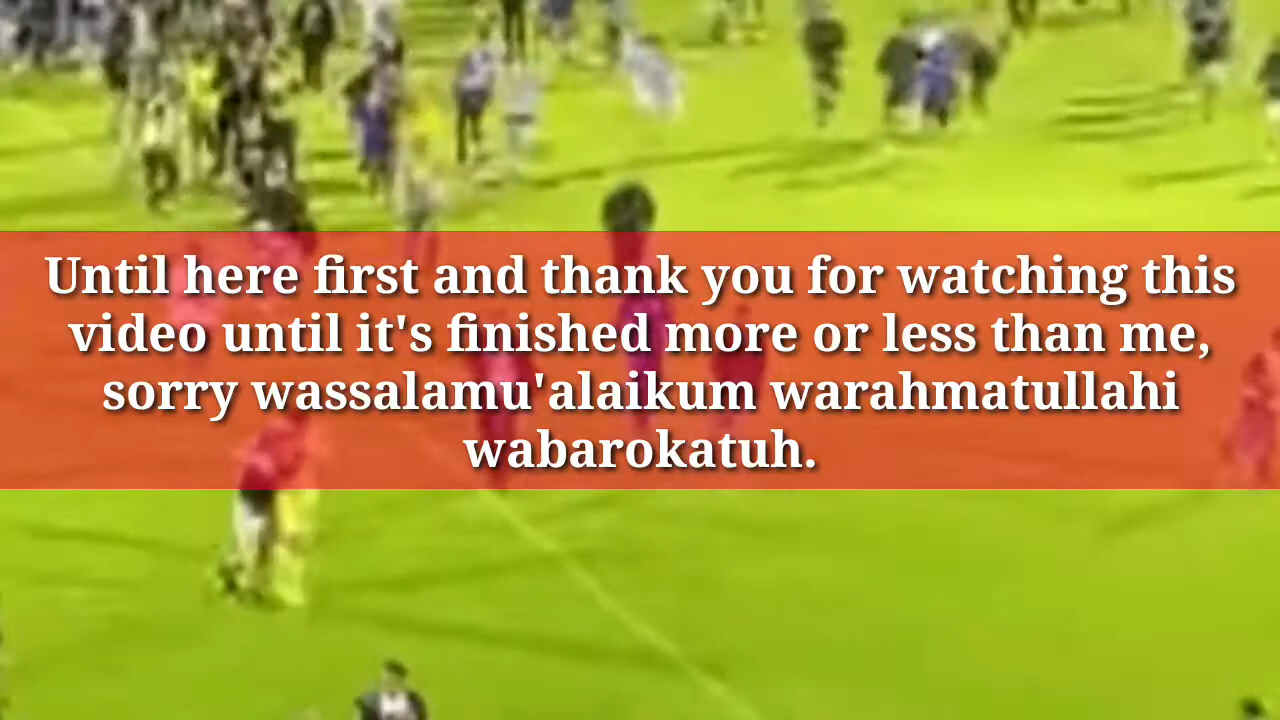 Until here first and thank you for watching this
video until it's finished more or less than me,
sorry wassalamu'alaikum warahmatullahi
wabarokatuh.